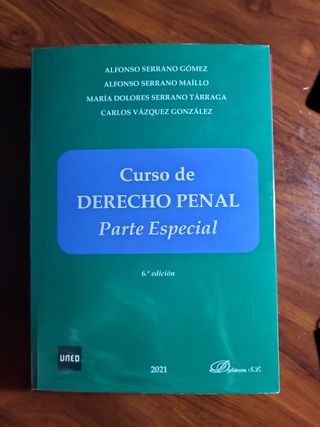 ALFONSO SERRANO GÓMEZ
ALFONSO SERRANO MAÍLLO
MARÍA DOLORES SERRANO TÁRRAGA
CARLOS VÁZQUEZ GONZÁLEZ
Curso de
DERECHO PENAL
Parte Especial
6.ª edición
UNED
2021
Dykinson, S.L.